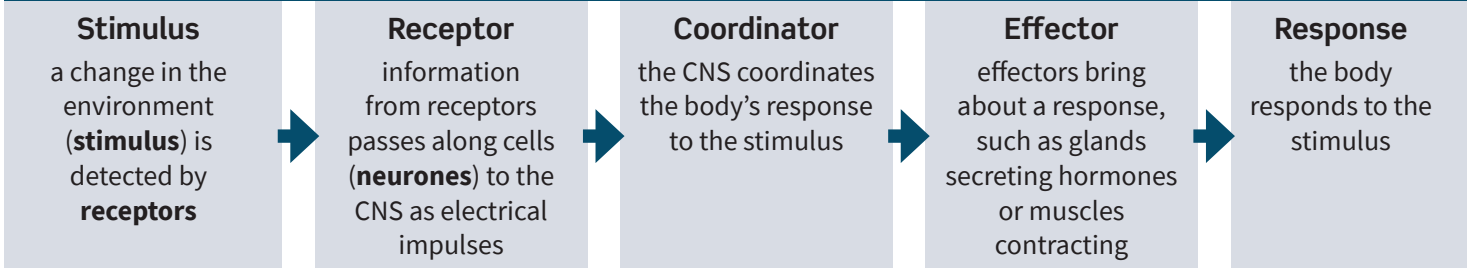 Stimulus
a change in the
environment
(stimulus) is
detected by
receptors
Receptor
information
from receptors
passes along cells
(neurones) to the
CNS as electrical
impulses
Coordinator
the CNS coordinates
the body’s response
to the stimulus
Effector
effectors bring
about a response,
such as glands
secreting hormones
or muscles
contracting
Response
the body
responds to the
stimulus